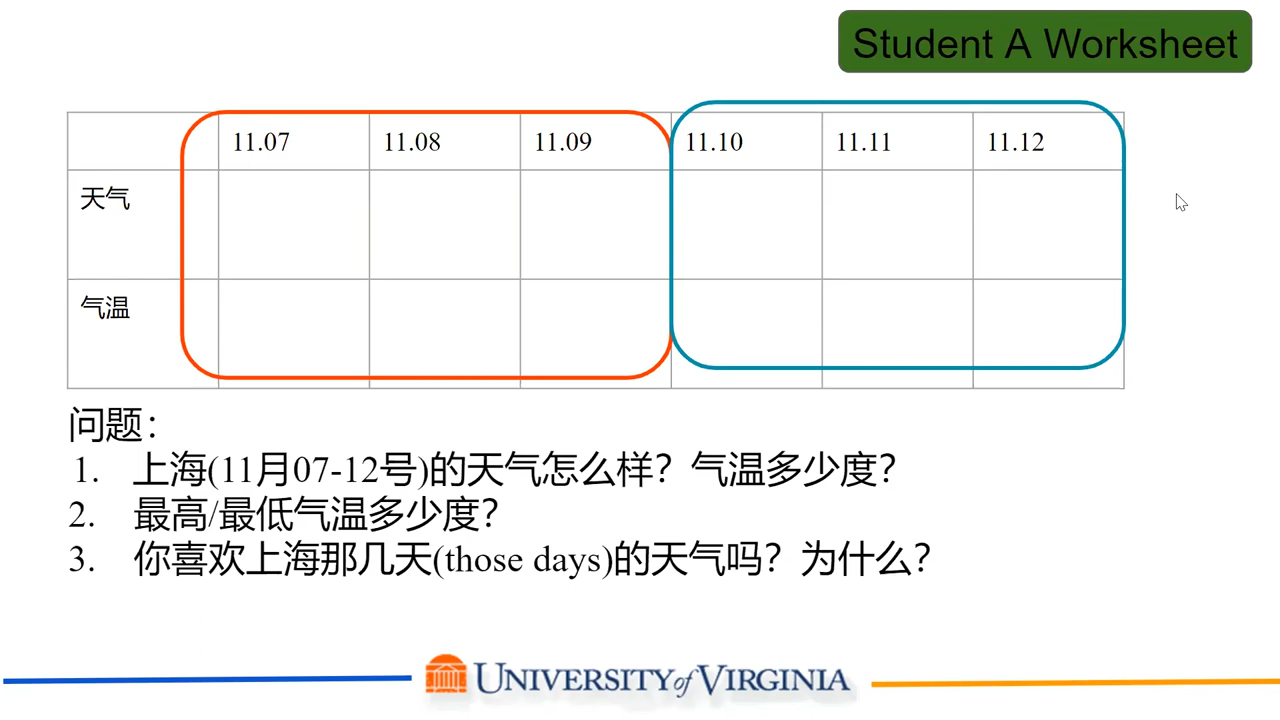 Student A Worksheet
11.07 11.08 11.09 11.10 11.11 11.12
天气
气温
问题：
1. 上海(11月07-12号)的天气怎么样？气温多少度？
2. 最高/最低气温多少度？
3. 你喜欢上海那几天(those days)的天气吗？为什么？
UNIVERSITY of VIRGINIA